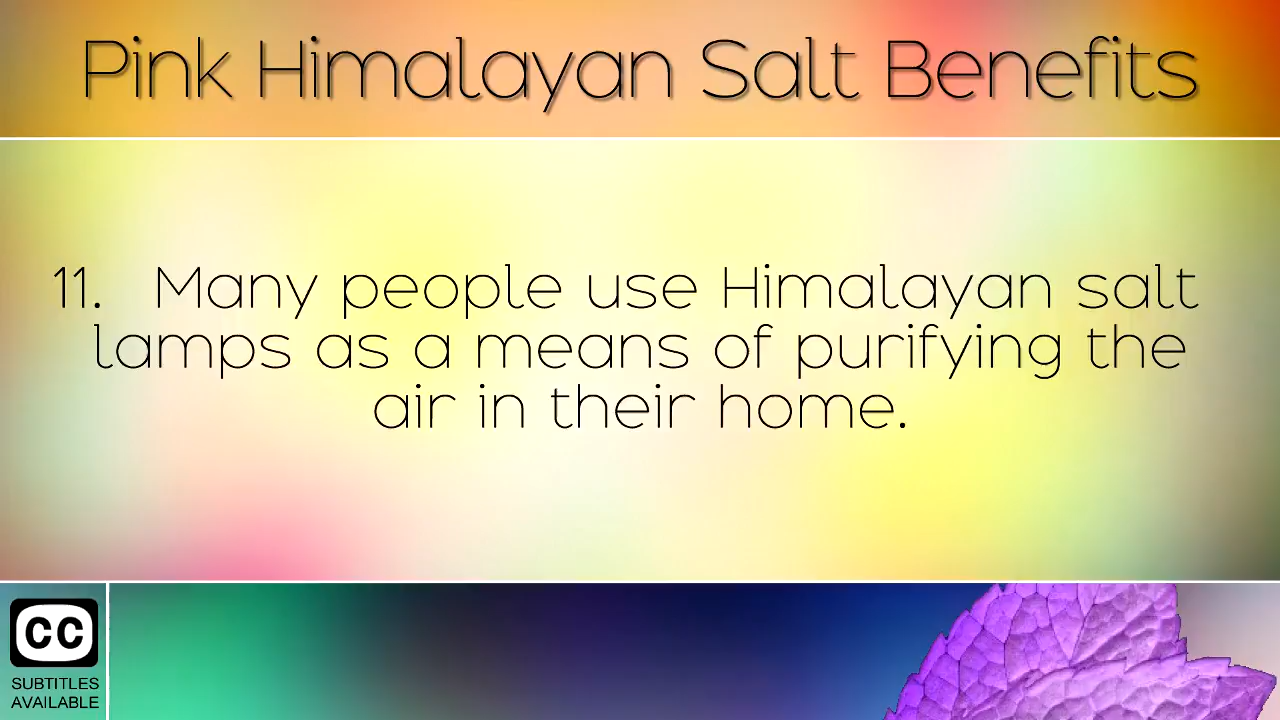 Pink Himalayan Salt Benefits
11. Many people use Himalayan salt
lamps as a means of purifying the
air in their home.
CC
SUBTITLES
AVAILABLE